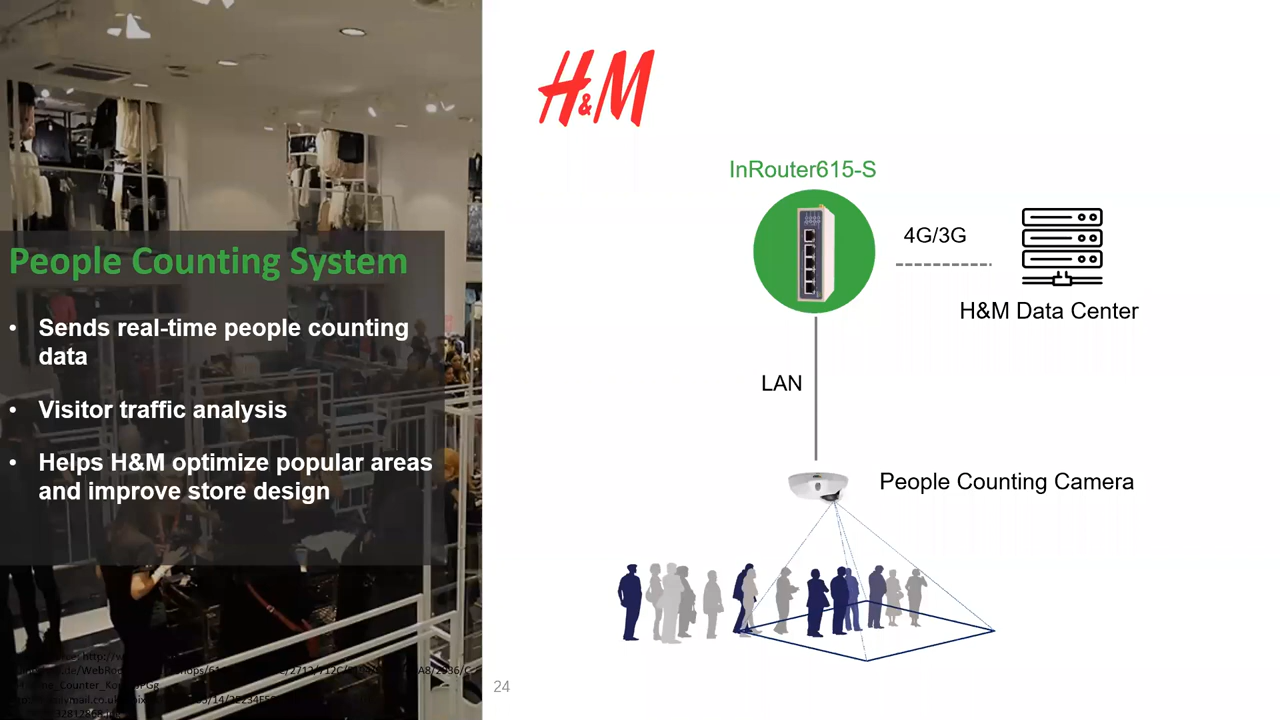 People Counting System
• Sends real-time people counting
data
• Visitor traffic analysis
• Helps H&M optimize popular areas
and improve store design
H&M
InRouter615-S
4G/3G
H&M Data Center
LAN
People Counting Camera
24